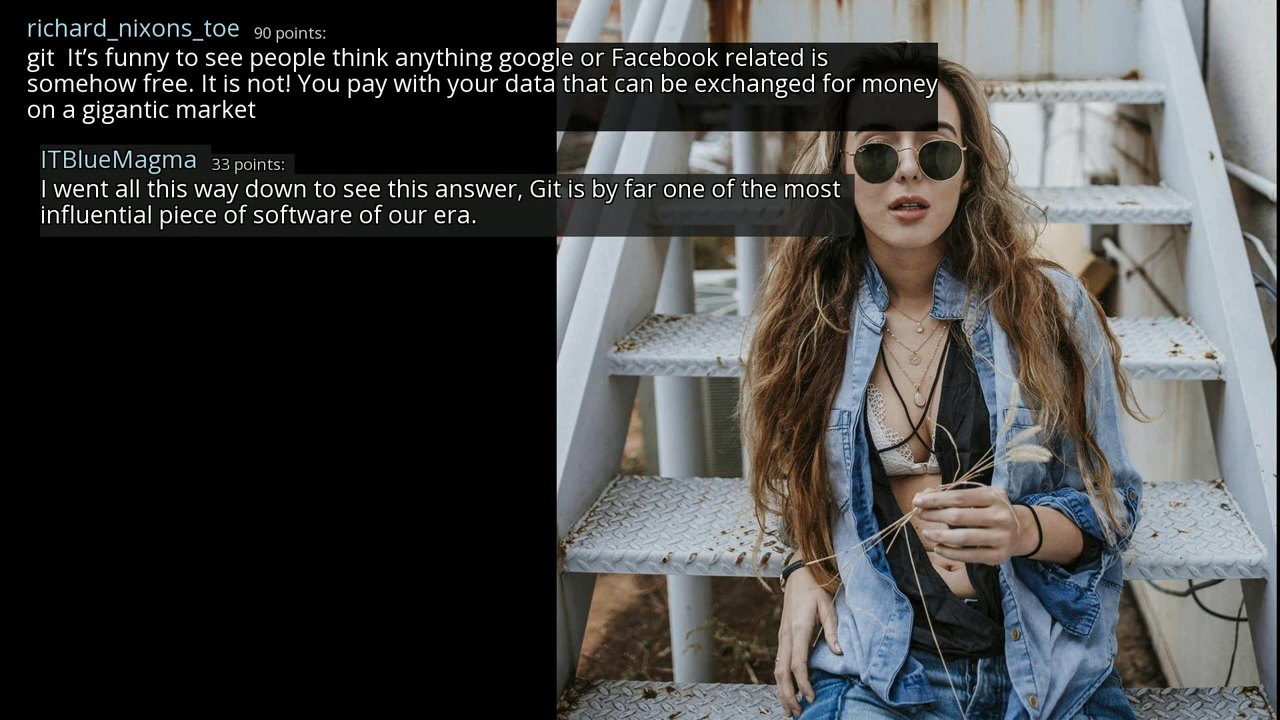 richard_nixons_toe 90 points:
git  It's funny to see people think anything google or Facebook related is
somehow free. It is not! You pay with your data that can be exchanged for money
on a gigantic market
ITBlueMagma 33 points:
I went all this way down to see this answer, Git is by far one of the most
influential piece of software of our era.